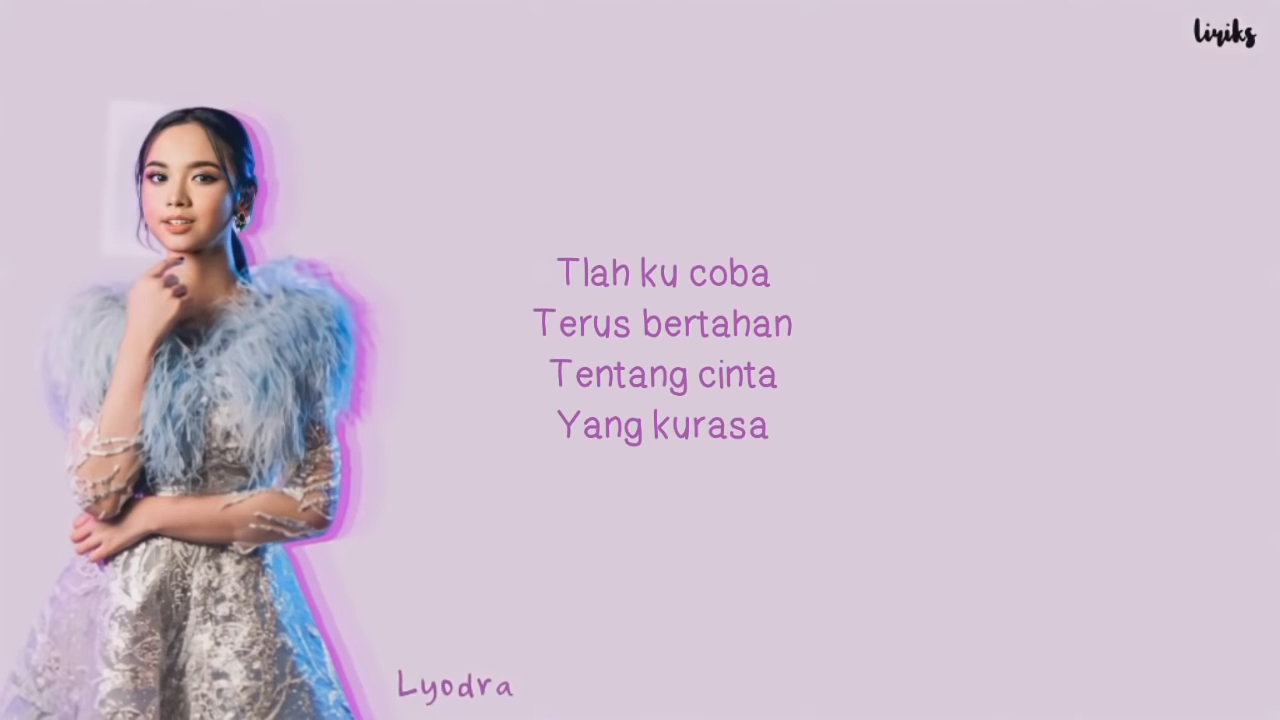 liriks
Tlah ku coba
Terus bertahan
Tentang cinta
Yang kurasa
Lyodra